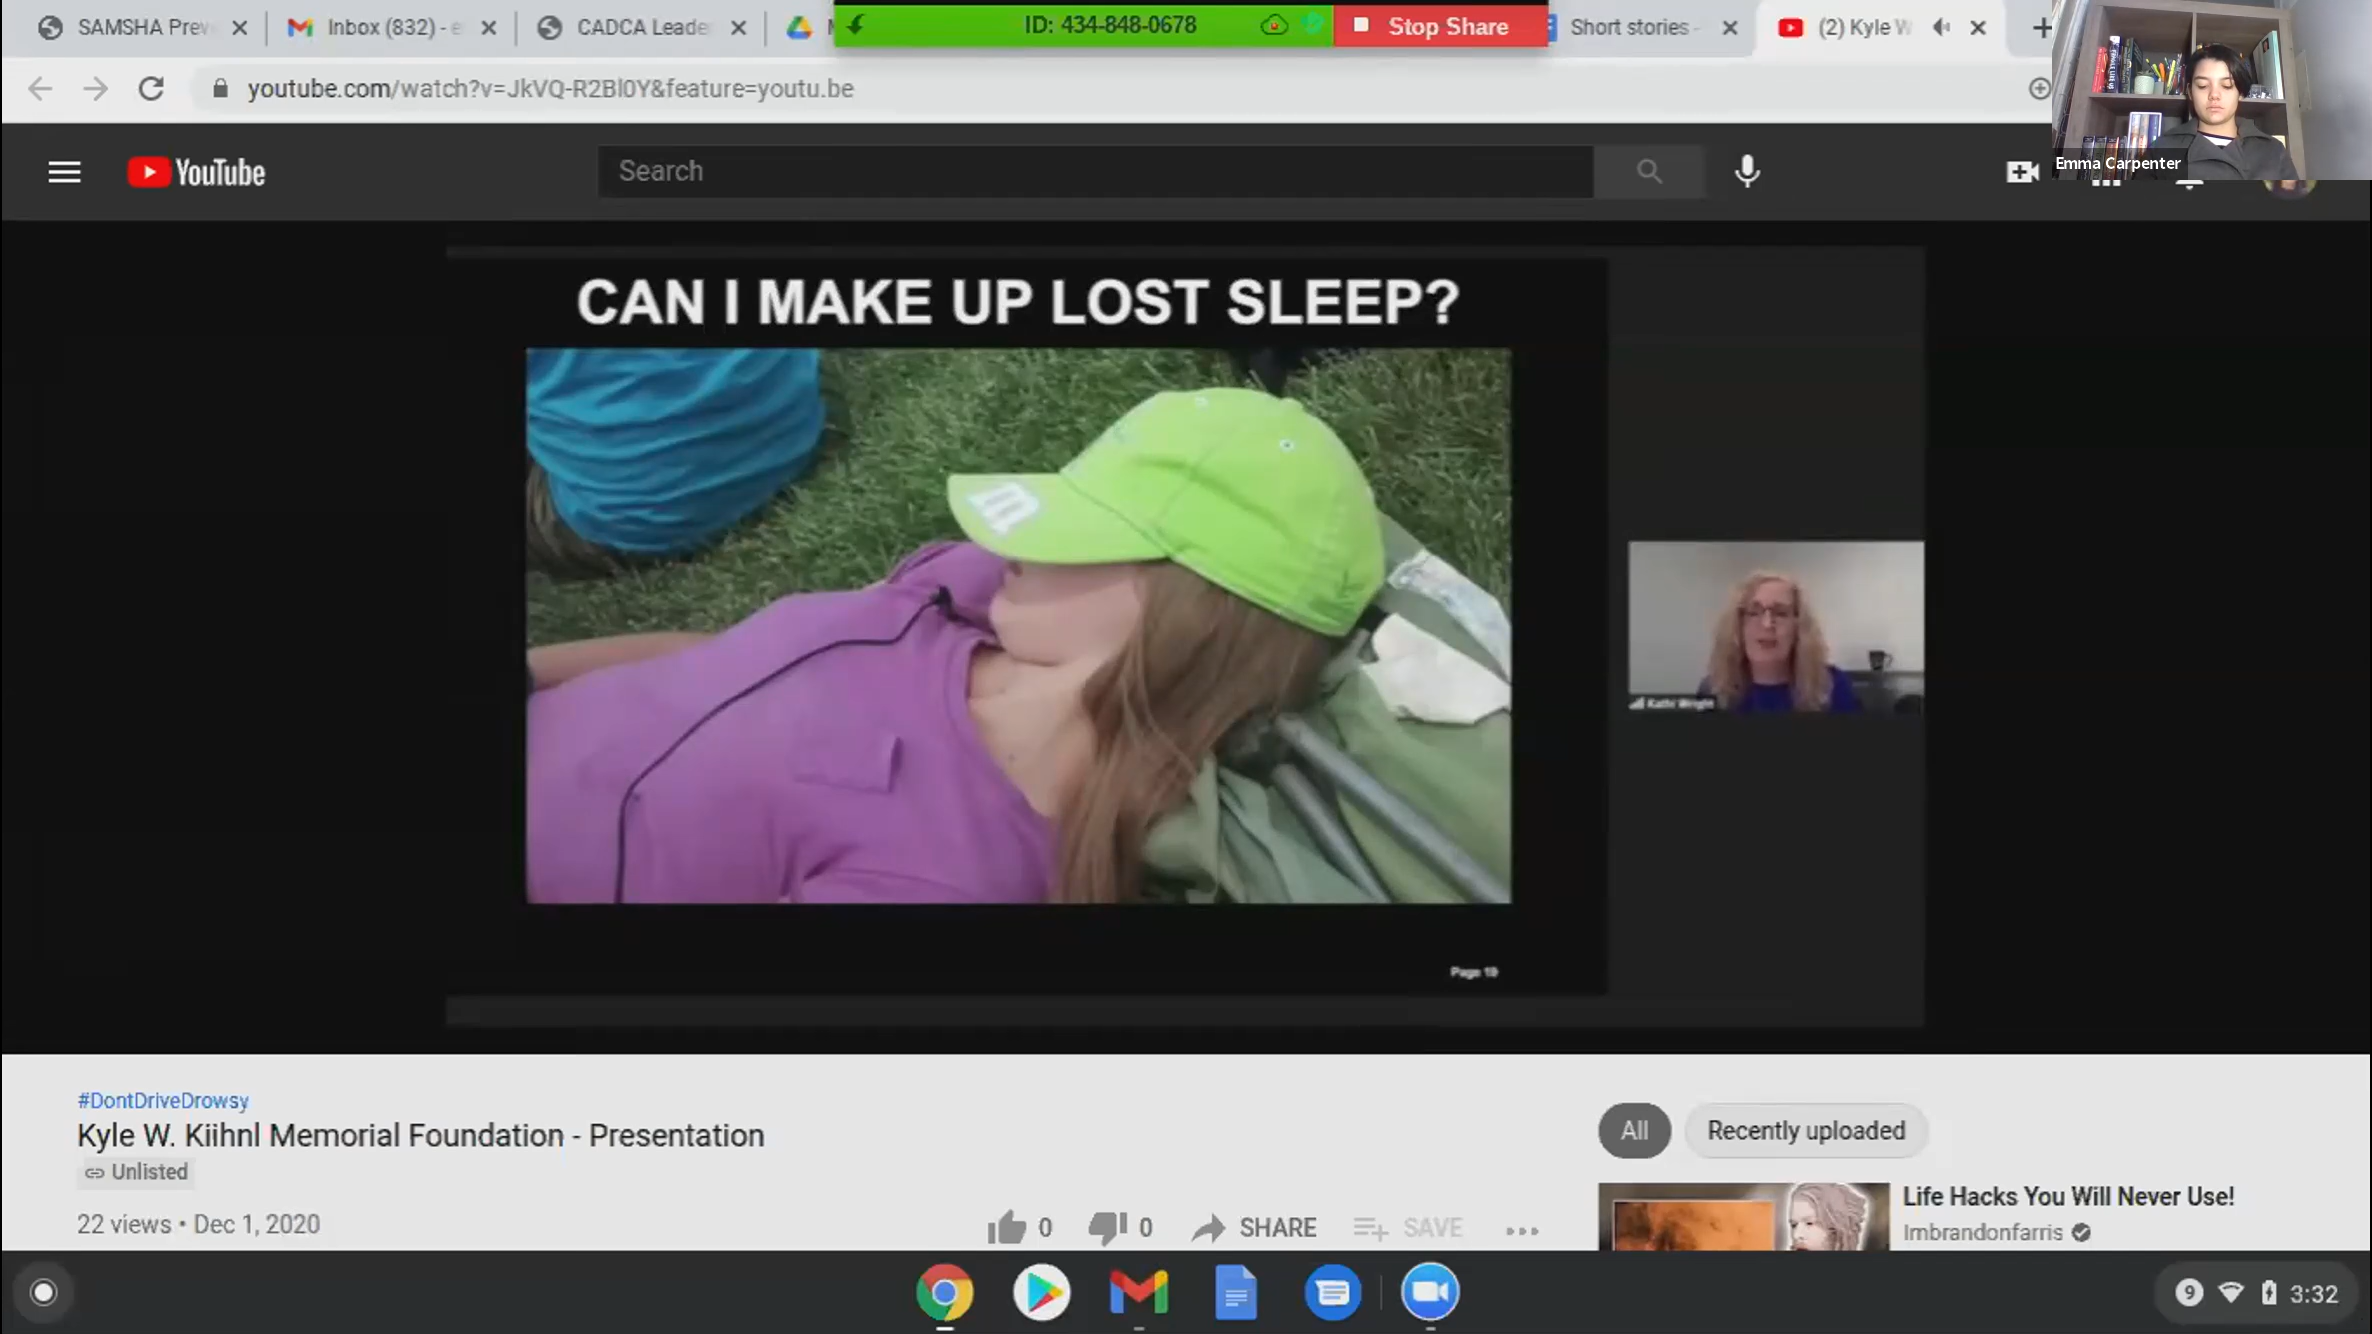 SAMSHA Prev
Inbox (832) - e
CADCA Leade
ID: 434-848-0678
Stop Share
Short stories -
(2) Kyle W
youtube.com/watch?v=JkVQ-R2Bl0Y&feature=youtu.be
Emma Carpenter
YouTube
Search
CAN I MAKE UP LOST SLEEP?
m
Kathi Wright
Page 19
#DontDriveDrowsy
Kyle W. Kiihnl Memorial Foundation - Presentation
Unlisted
22 views • Dec 1, 2020
0
0
SHARE
SAVE
All
Recently uploaded
Life Hacks You Will Never Use!
Imbrandonfarris
9
3:32